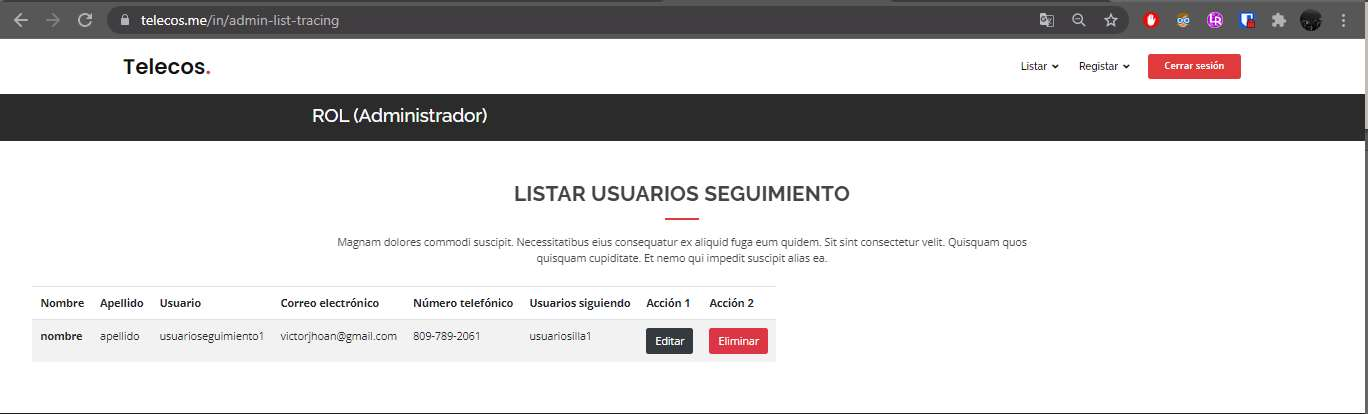 telecos.me/in/admin-list-tracing
Telecos.
Listar
Registar
Cerrar sesión
ROL (Administrador)
LISTAR USUARIOS SEGUIMIENTO
Magnam dolores commodi suscipit. Necessitatibus eius consequatur ex aliquid fuga eum quidem. Sit sint consectetur velit. Quisquam quos
quisquam cupiditate. Et nemo qui impedit suscipit alias ea.
Nombre Apellido Usuario Correo electrónico Número telefónico Usuarios siguiendo Acción 1 Acción 2
nombre apellido usuarioseguimiento1 victorjhoan@gmail.com 809-789-2061 usuariosilla1 Editar Eliminar